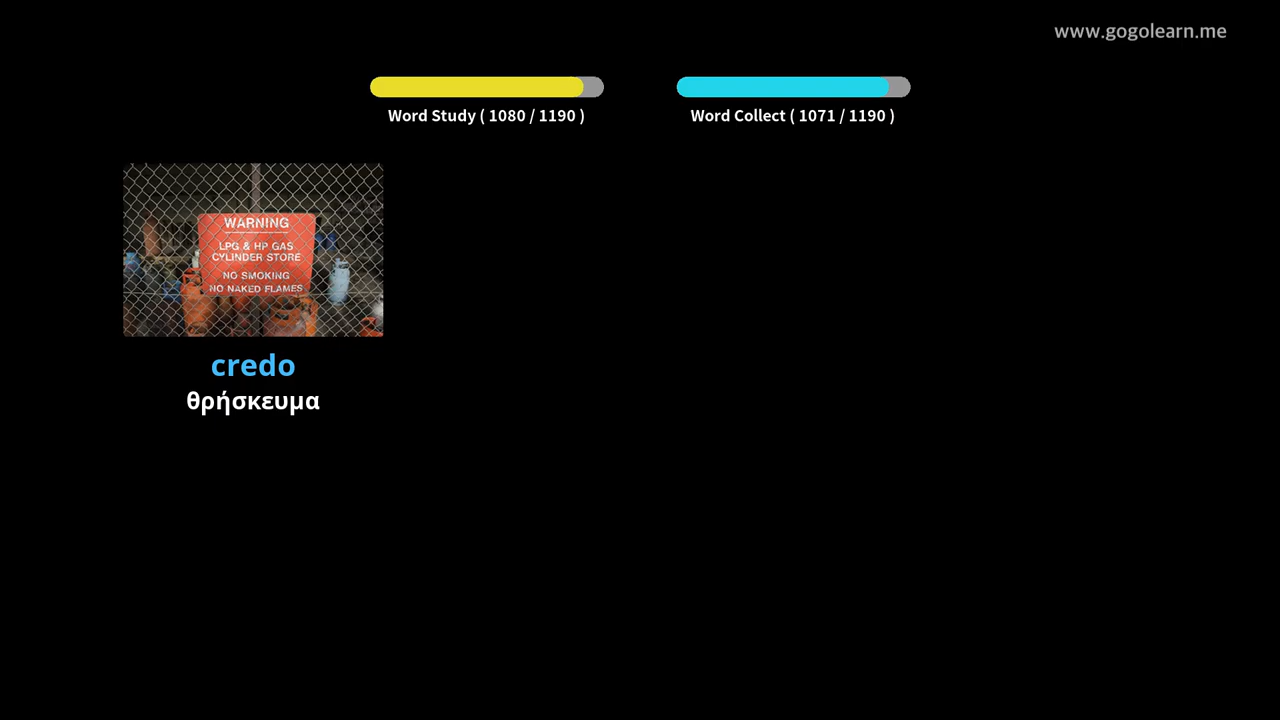 www.gogolearn.me
Word Study ( 1080 / 1190 )
Word Collect ( 1071 / 1190 )
WARNING
LPG & HP GAS
CYLINDER STORE
NO SMOKING
NO NAKED FLAMES
credo
θρήσκευμα